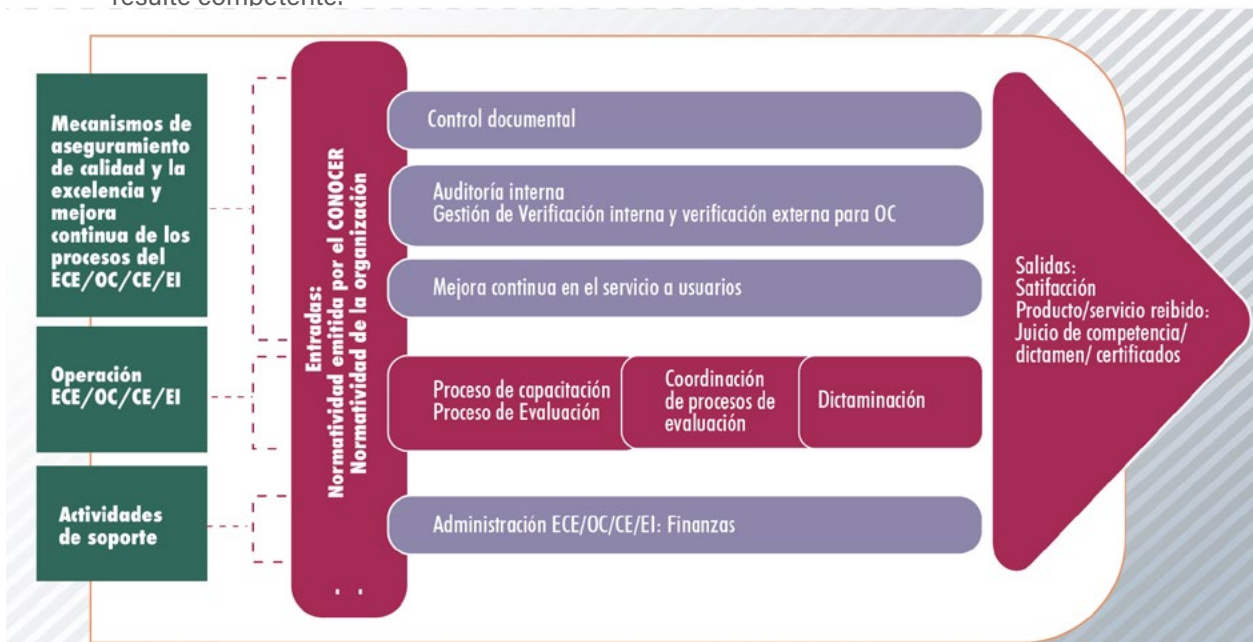 resulte competente.
Mecanismos de
aseguramiento
de calidad y la
excelencia y
mejora
continua de los
procesos del
ECE/OC/CE/EI
Operación
ECE/OC/CE/EI
Actividades
de soporte
Entradas:
Normatividad emitida por el CONOCER
Normatividad de la organización
Control documental
Auditoría interna
Gestión de Verificación interna y verificación externa para OC
Mejora continua en el servicio a usuarios
Proceso de capacitación
Proceso de Evaluación
Coordinación
de procesos de
evaluación
Dictaminación
Administración ECE/OC/CE/EI: Finanzas
Salidas:
Satifacción
Producto/servicio reibido:
Juicio de competencia/
dictamen/ certificados